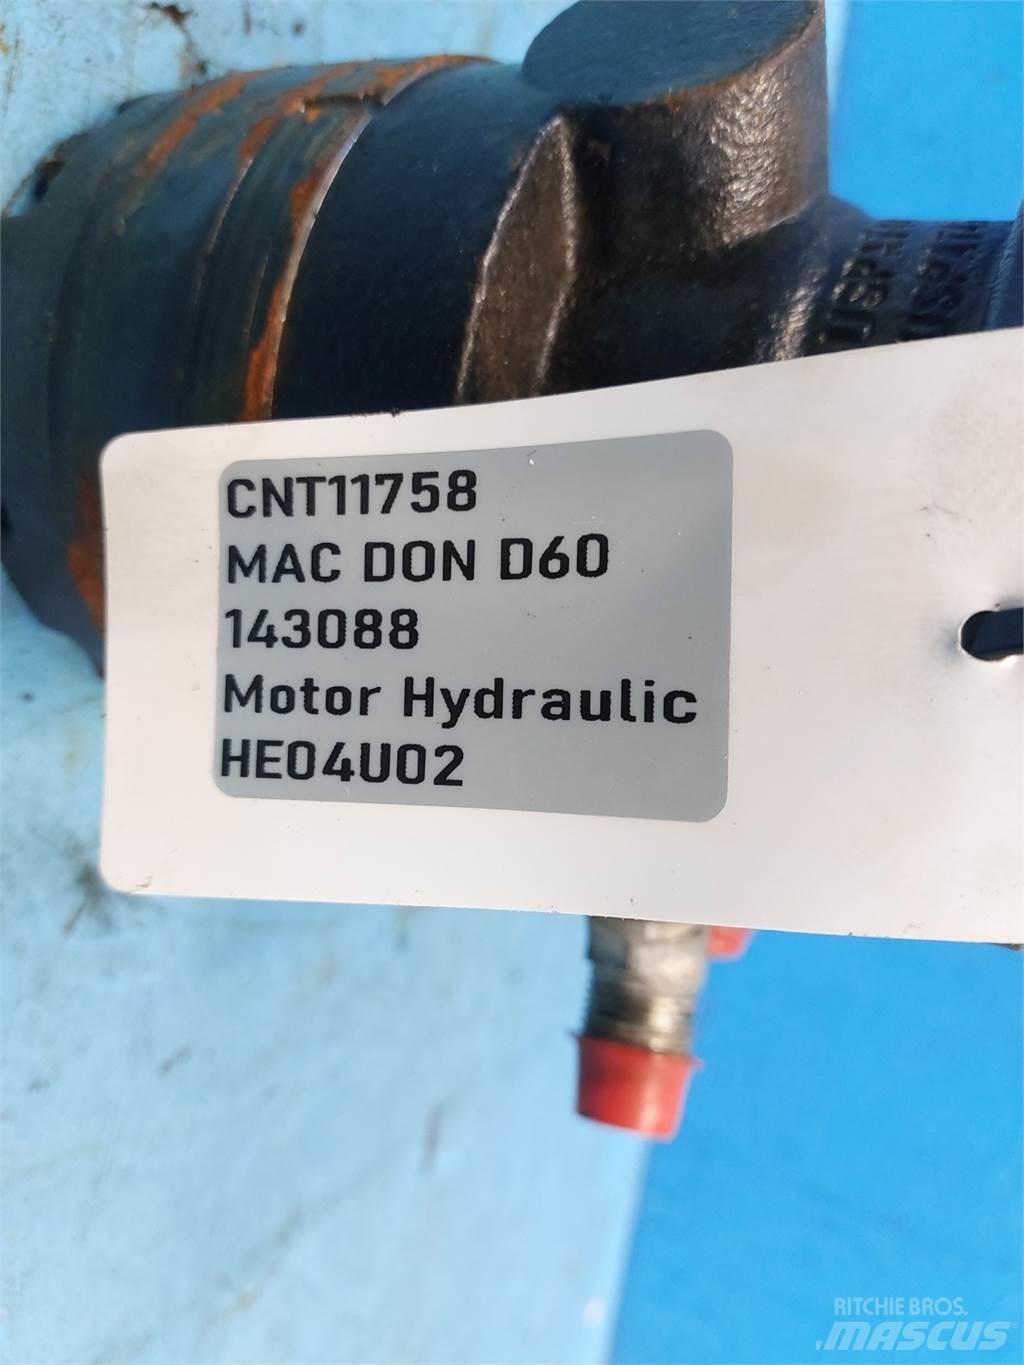 CNT11758
MAC DON D60
143088
Motor Hydraulic
HE04U02
RITCHIE BROS.
MASCUS